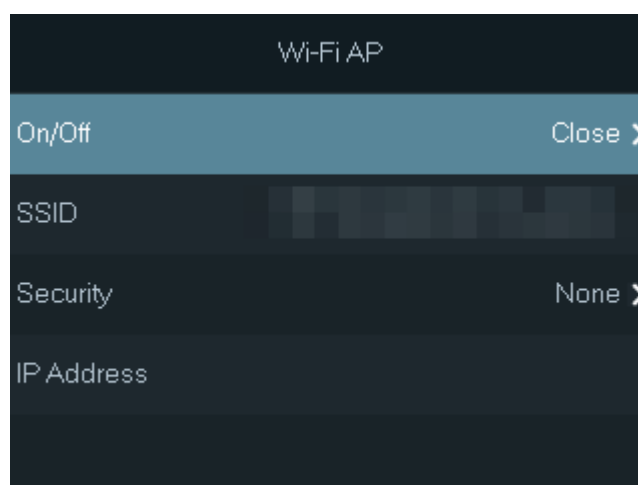 Wi-Fi AP
On/Off Close
SSID
Security None
IP Address